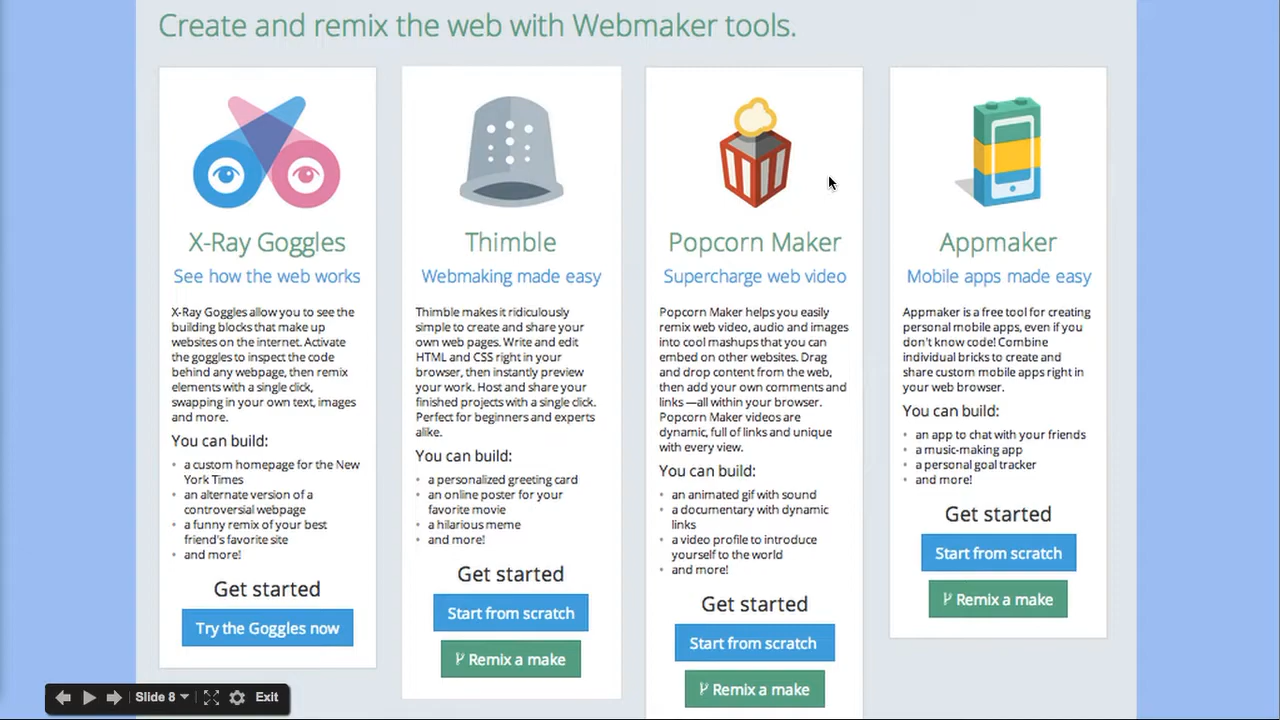 Create and remix the web with Webmaker tools.
X-Ray Goggles
See how the web works
X-Ray Goggles allow you to see the
building blocks that make up
websites on the internet. Activate
the goggles to inspect the code
behind any webpage, then remix
elements with a single click,
swapping in your own text, images
and more.
You can build:
• a custom homepage for the New
York Times
• an alternate version of a
controversial webpage
• a funny remix of your best
friend's favorite site
• and more!
Get started
Try the Goggles now
Thimble
Webmaking made easy
Thimble makes it ridiculously
simple to create and share your
own web pages. Write and edit
HTML and CSS right in your
browser, then instantly preview
your work. Host and share your
finished projects with a single click.
Perfect for beginners and experts
alike.
You can build:
• a personalized greeting card
• an online poster for your
favorite movie
• a hilarious meme
• and more!
Get started
Start from scratch
Remix a make
Popcorn Maker
Supercharge web video
Popcorn Maker helps you easily
remix web video, audio and images
into cool mashups that you can
embed on other websites. Drag
and drop content from the web,
then add your own comments and
links —all within your browser.
Popcorn Maker videos are
dynamic, full of links and unique
with every view.
You can build:
• an animated gif with sound
• a documentary with dynamic
links
• a video profile to introduce
yourself to the world
• and more!
Get started
Start from scratch
Remix a make
Appmaker
Mobile apps made easy
Appmaker is a free tool for creating
personal mobile apps, even if you
don't know code! Combine
individual bricks to create and
share custom mobile apps right in
your web browser.
You can build:
• an app to chat with your friends
• a music-making app
• a personal goal tracker
• and more!
Get started
Start from scratch
Remix a make
Slide 8
Exit